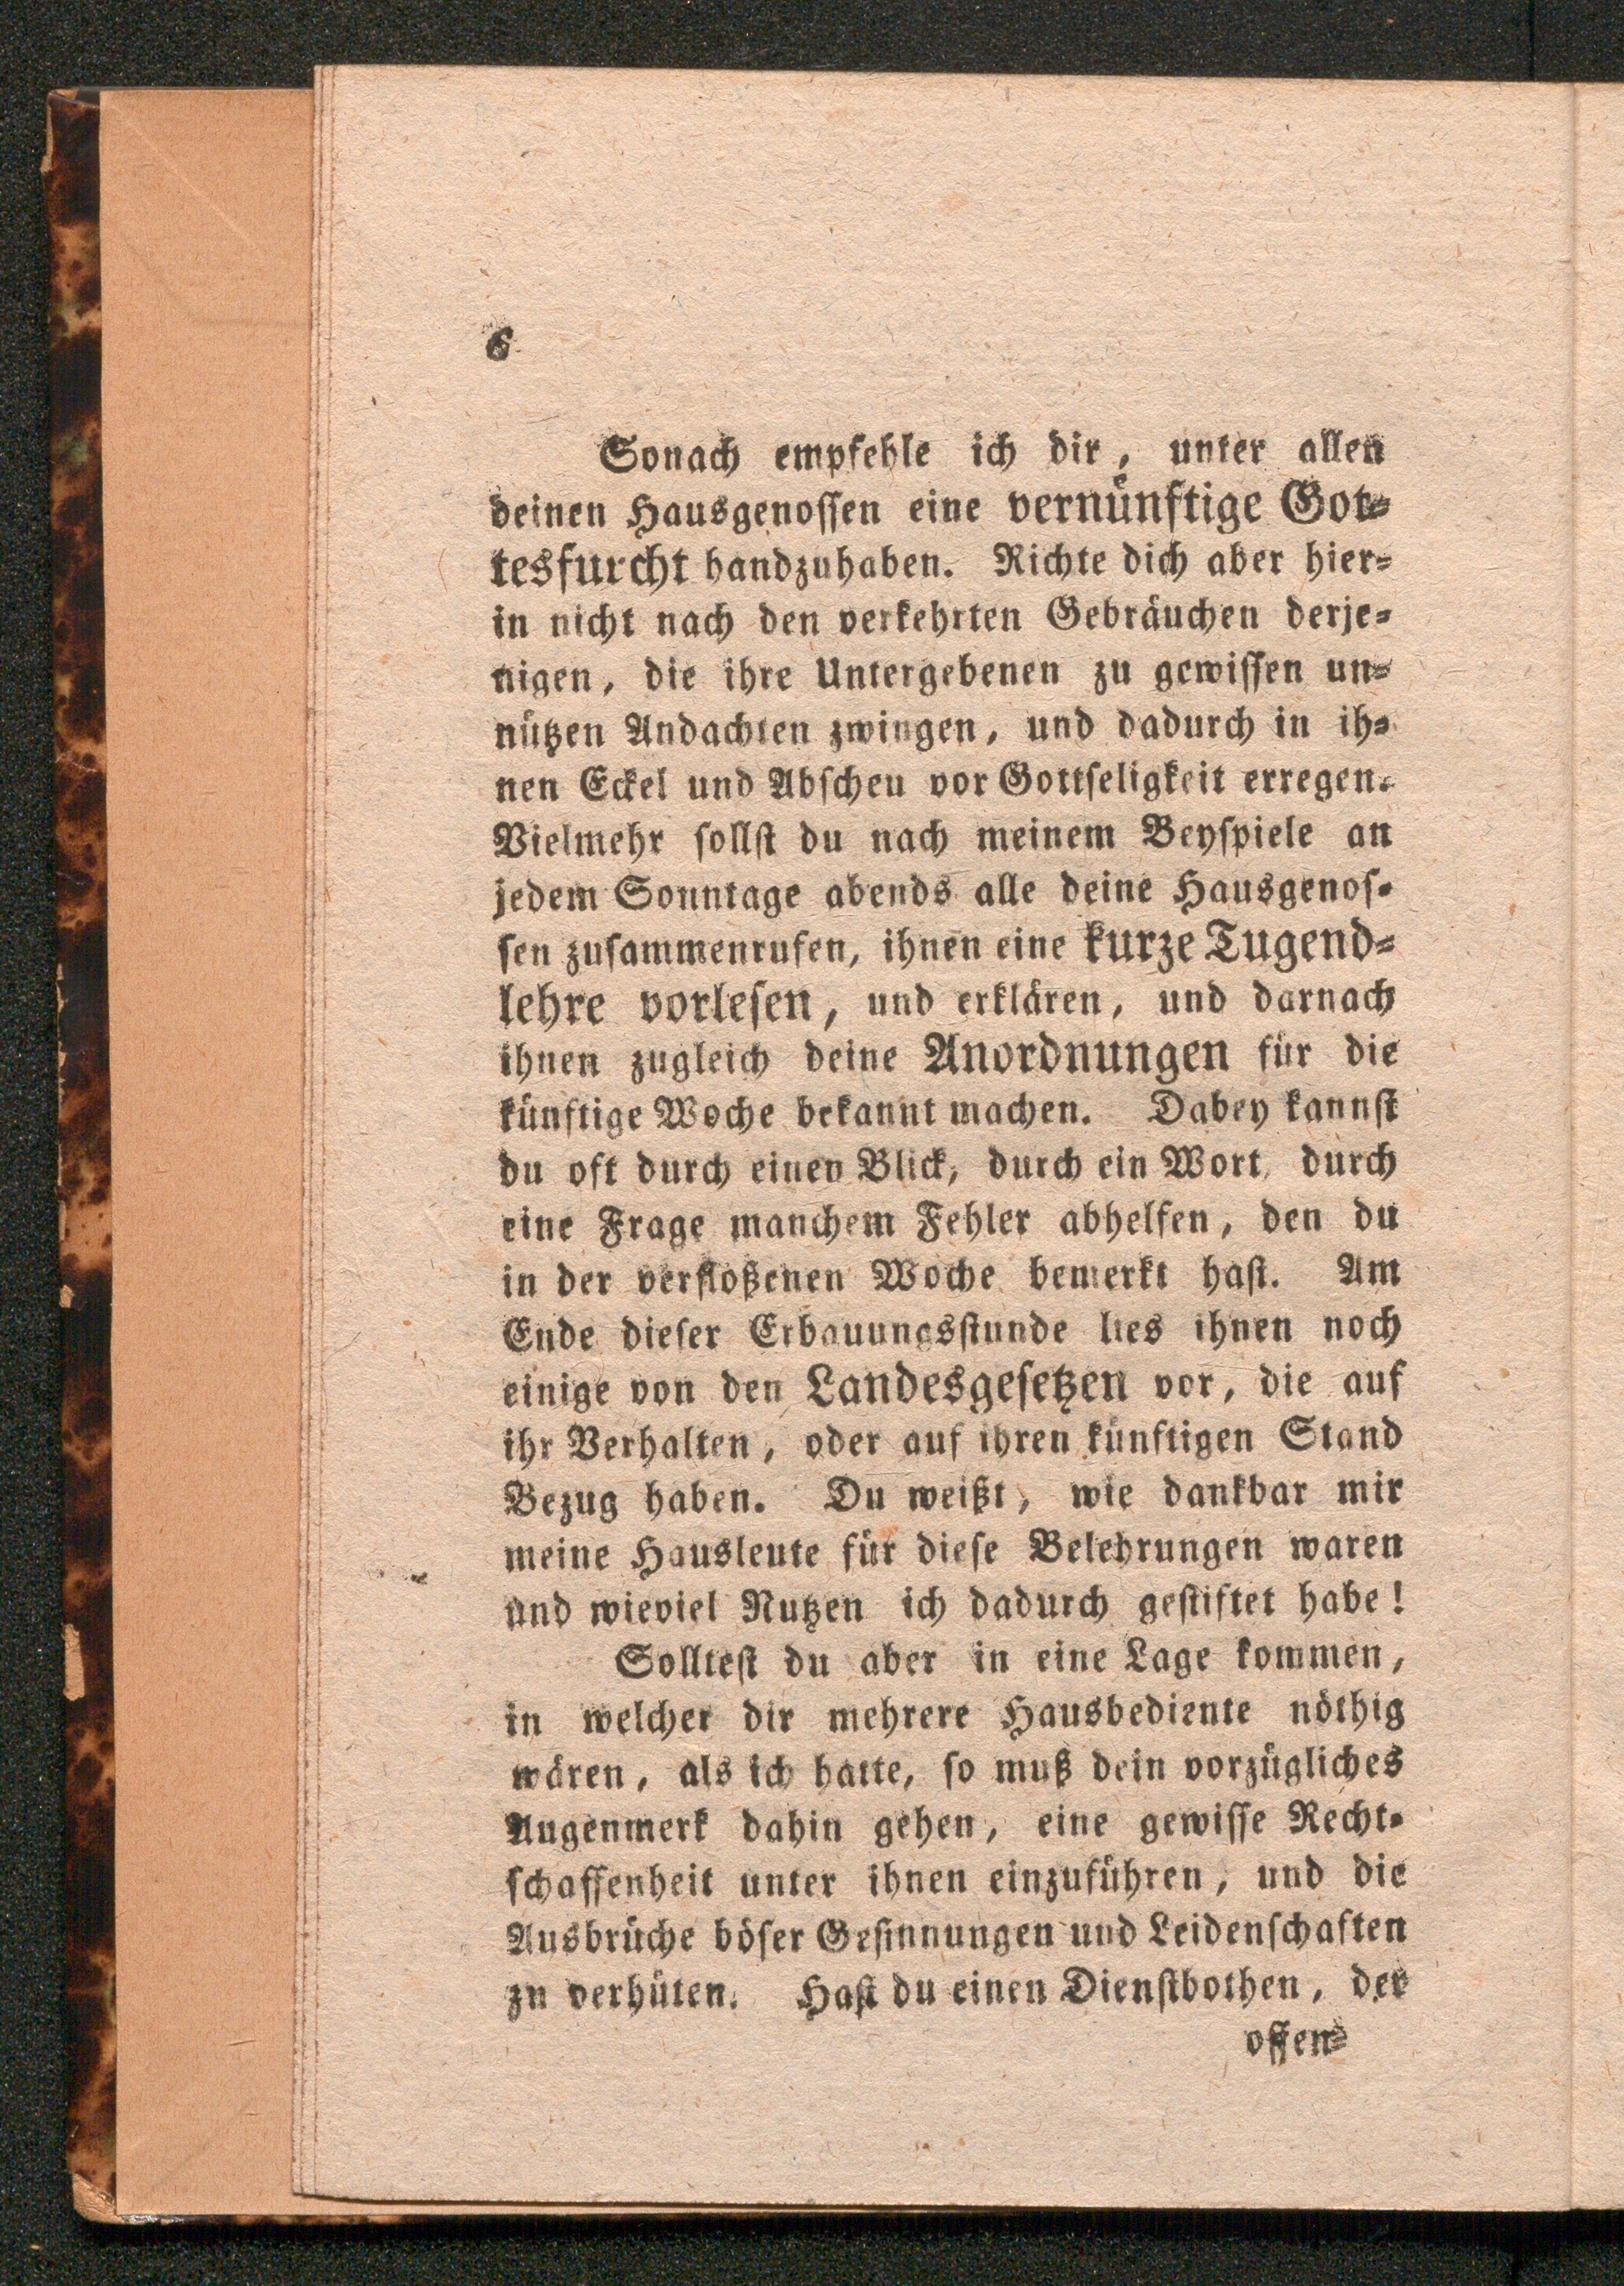 6
Sonach empfehle ich dir, unter allen
deinen Hausgenossen eine vernünftige Got-
tesfurcht handzuhaben. Richte dich aber hier-
in nicht nach den verkehrten Gebräuchen derje-
nigen, die ihre Untergebenen zu gewissen un-
nützen Andachten zwingen, und dadurch in ih-
nen Eckel und Abscheu vor Gottseligkeit erregen.
Vielmehr sollst du nach meinem Beyspiele an
jedem Sonntage abends alle deine Hausgenos-
sen zusammenrufen, ihnen eine kurze Tugend-
lehre vorlesen, und erklären, und darnach
ihnen zugleich deine Anordnungen für die
künftige Woche bekannt machen. Dabey kannst
du oft durch einen Blick, durch ein Wort, durch
eine Frage manchem Fehler abhelfen, den du
in der verfloßenen Woche bemerkt hast. Am
Ende dieser Erbauungsstunde lies ihnen noch
einige von den Landesgesetzen vor, die auf
ihr Verhalten, oder auf ihren künftigen Stand
Bezug haben. Du weißt, wie dankbar mir
meine Hausleute für diese Belehrungen waren
und wieviel Nutzen ich dadurch gestiftet habe!
Solltest du aber in eine Lage kommen,
in welcher dir mehrere Hausbediente nöthig
wären, als ich hatte, so muß dein vorzügliches
Augenmerk dahin gehen, eine gewisse Recht-
schaffenheit unter ihnen einzuführen, und die
Ausbrüche böser Gesinnungen und Leidenschaften
zu verhüten. Hast du einen Dienstbothen, der
offen-